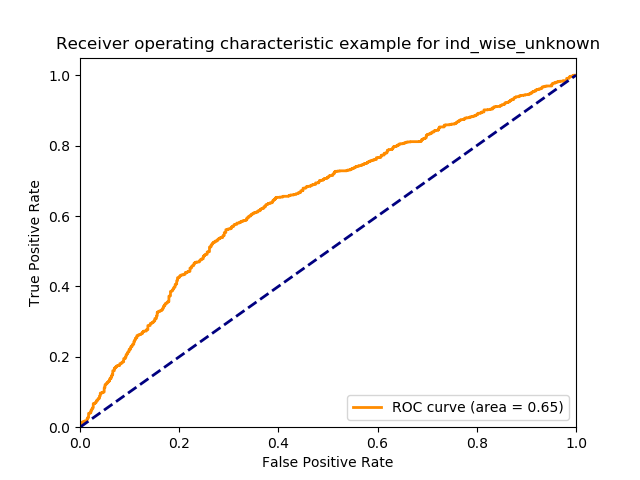 Receiver operating characteristic example for ind_wise_unknown
1.0
0.8
0.6
0.4
0.2
0.0
True Positive Rate
ROC curve (area = 0.65)
0.0 0.2 0.4 0.6 0.8 1.0
False Positive Rate